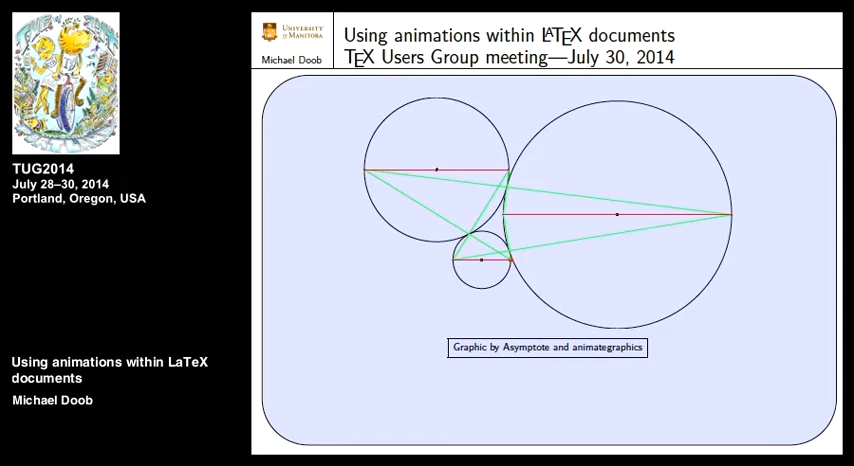 TUG2014
July 28–30, 2014
Portland, Oregon, USA
Using animations within LaTeX
documents
Michael Doob
UNIVERSITY
OF MANITOBA
Michael Doob
Using animations within LATEX documents
TEX Users Group meeting—July 30, 2014
Graphic by Asymptote and animategraphics